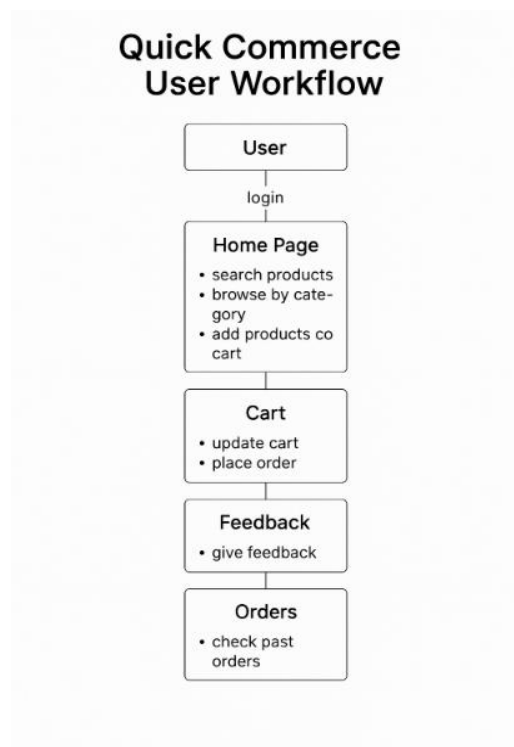 Quick Commerce
User Workflow
User
login
Home Page
• search products
• browse by cate-
gory
• add products co
cart
Cart
• update cart
• place order
Feedback
• give feedback
Orders
• check past
orders